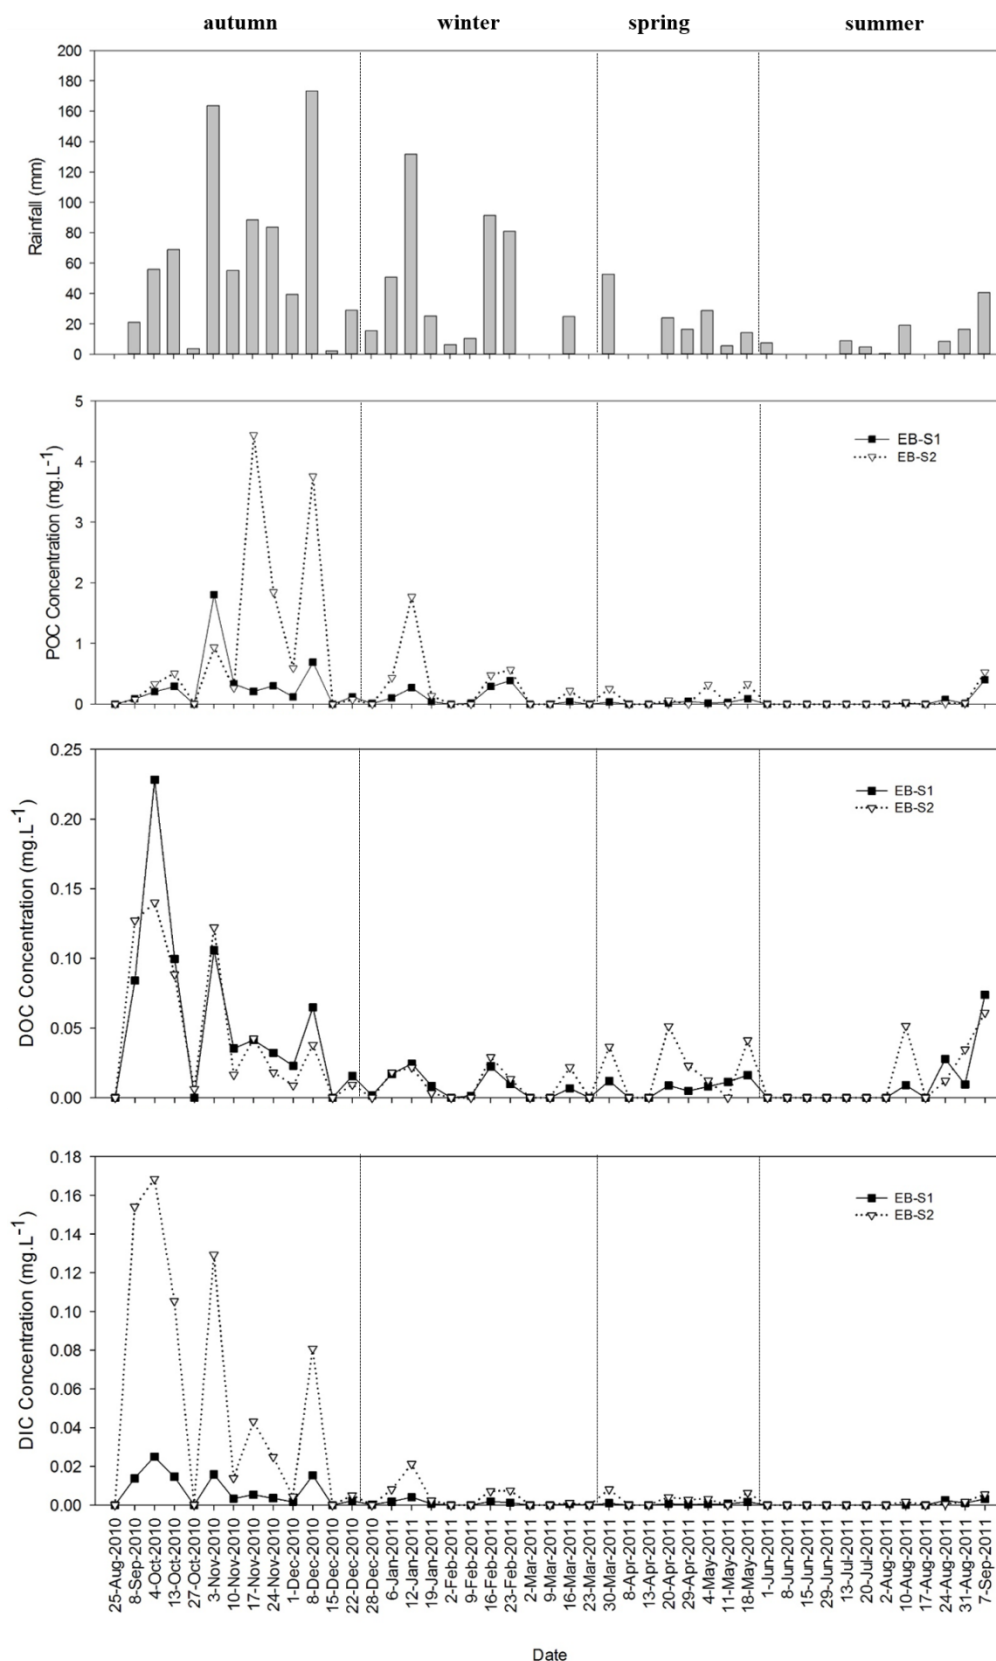 autumn winter spring summer
200
180
160
140
120
100
80
60
40
20
0
Rainfall (mm)
5
4
3
2
1
0
POC Concentration (mg.L⁻¹)
EB-S1
EB-S2
0.25
0.20
0.15
0.10
0.05
0.00
DOC Concentration (mg.L⁻¹)
EB-S1
EB-S2
0.18
0.16
0.14
0.12
0.10
0.08
0.06
0.04
0.02
0.00
DIC Concentration (mg.L⁻¹)
EB-S1
EB-S2
25-Aug-2010
8-Sep-2010
4-Oct-2010
13-Oct-2010
27-Oct-2010
3-Nov-2010
10-Nov-2010
17-Nov-2010
24-Nov-2010
1-Dec-2010
8-Dec-2010
15-Dec-2010
22-Dec-2010
28-Dec-2010
6-Jan-2011
12-Jan-2011
19-Jan-2011
2-Feb-2011
9-Feb-2011
16-Feb-2011
23-Feb-2011
2-Mar-2011
9-Mar-2011
16-Mar-2011
23-Mar-2011
30-Mar-2011
8-Apr-2011
13-Apr-2011
20-Apr-2011
29-Apr-2011
4-May-2011
11-May-2011
18-May-2011
1-Jun-2011
8-Jun-2011
15-Jun-2011
29-Jun-2011
13-Jul-2011
20-Jul-2011
2-Aug-2011
10-Aug-2011
17-Aug-2011
24-Aug-2011
31-Aug-2011
7-Sep-2011
Date